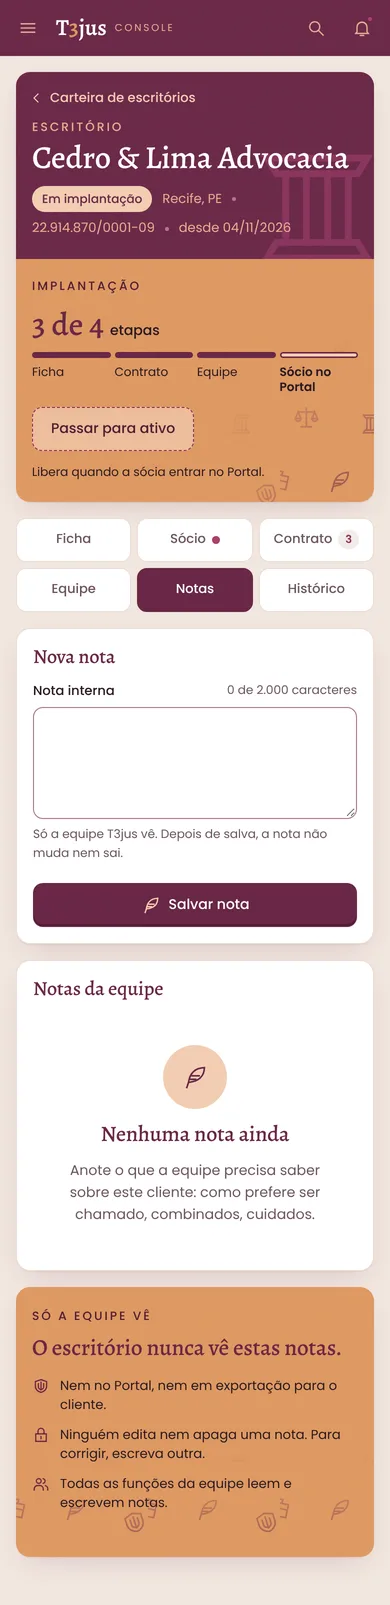 T3jus CONSOLE
Carteira de escritórios
ESCRITÓRIO
Cedro & Lima Advocacia
Em implantação Recife, PE •
22.914.870/0001-09 • desde 04/11/2026
IMPLANTAÇÃO
3 de 4 etapas
Ficha Contrato Equipe Sócio no
Portal
Passar para ativo
Libera quando a sócia entrar no Portal.
Ficha Sócio Contrato 3
Equipe Notas Histórico
Nova nota
Nota interna 0 de 2.000 caracteres
Só a equipe T3jus vê. Depois de salva, a nota não
muda nem sai.
Salvar nota
Notas da equipe
Nenhuma nota ainda
Anote o que a equipe precisa saber
sobre este cliente: como prefere ser
chamado, combinados, cuidados.
SÓ A EQUIPE VÊ
O escritório nunca vê estas notas.
Nem no Portal, nem em exportação para o
cliente.
Ninguém edita nem apaga uma nota. Para
corrigir, escreva outra.
Todas as funções da equipe leem e
escrevem notas.